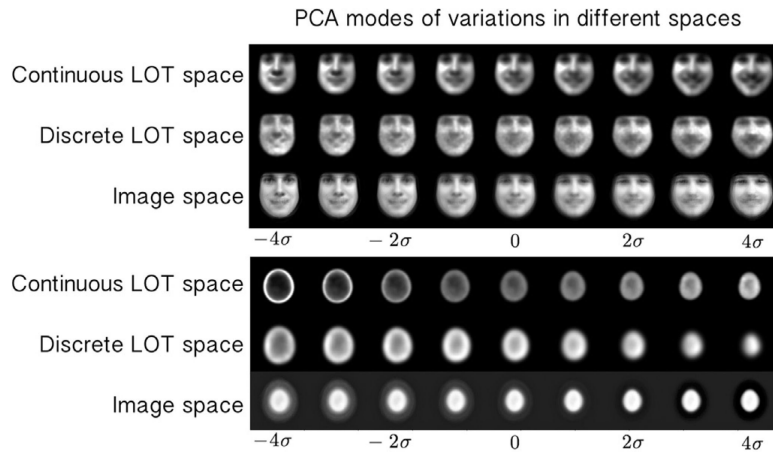 PCA modes of variations in different spaces
Continuous LOT space
Discrete LOT space
Image space
−4σ −2σ 0 2σ 4σ
Continuous LOT space
Discrete LOT space
Image space
−4σ −2σ 0 2σ 4σ